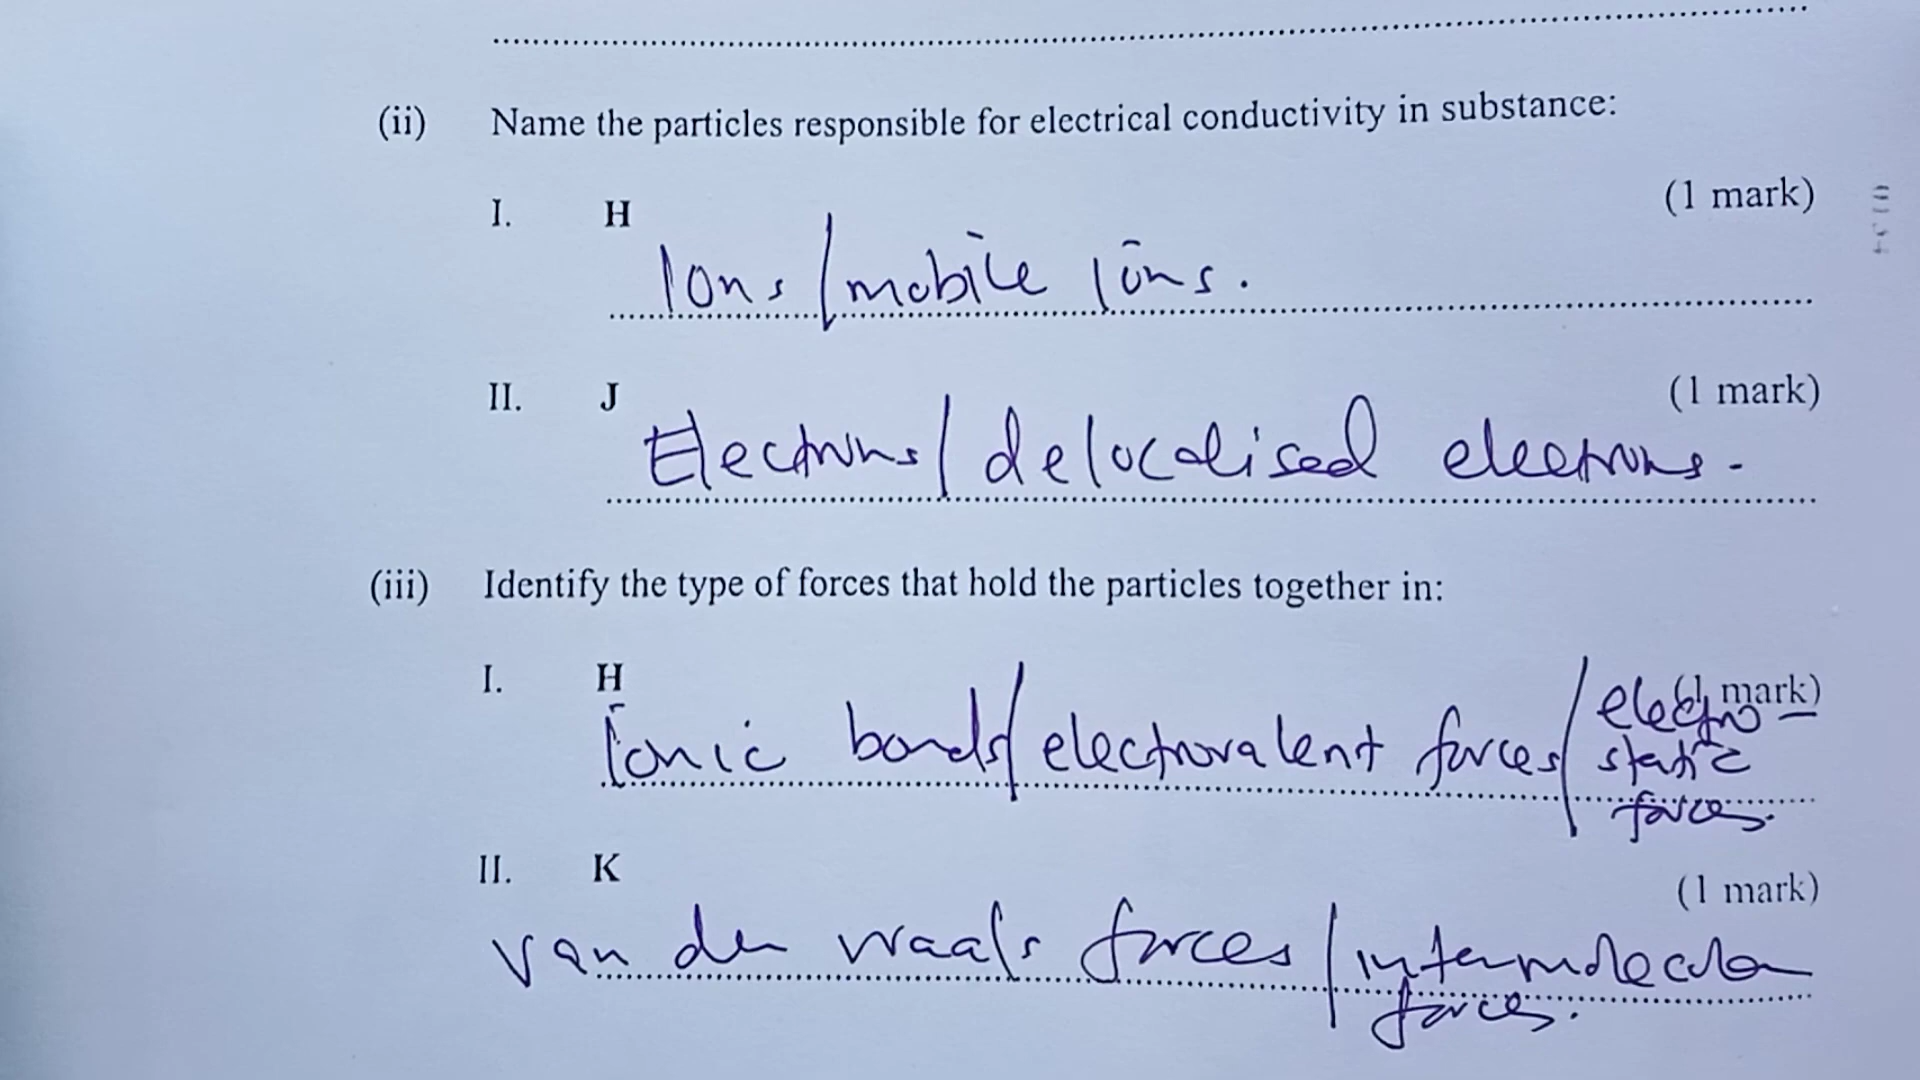 (ii) Name the particles responsible for electrical conductivity in substance:
I. H (1 mark)
Ions / mobile ions.
II. J (1 mark)
Electrons / delocalised electrons.
(iii) Identify the type of forces that hold the particles together in:
I. H (1 mark)
Ionic bonds / electrovalent forces / electro-
static
forces.
II. K (1 mark)
van der waals forces / intermolecular
forces.